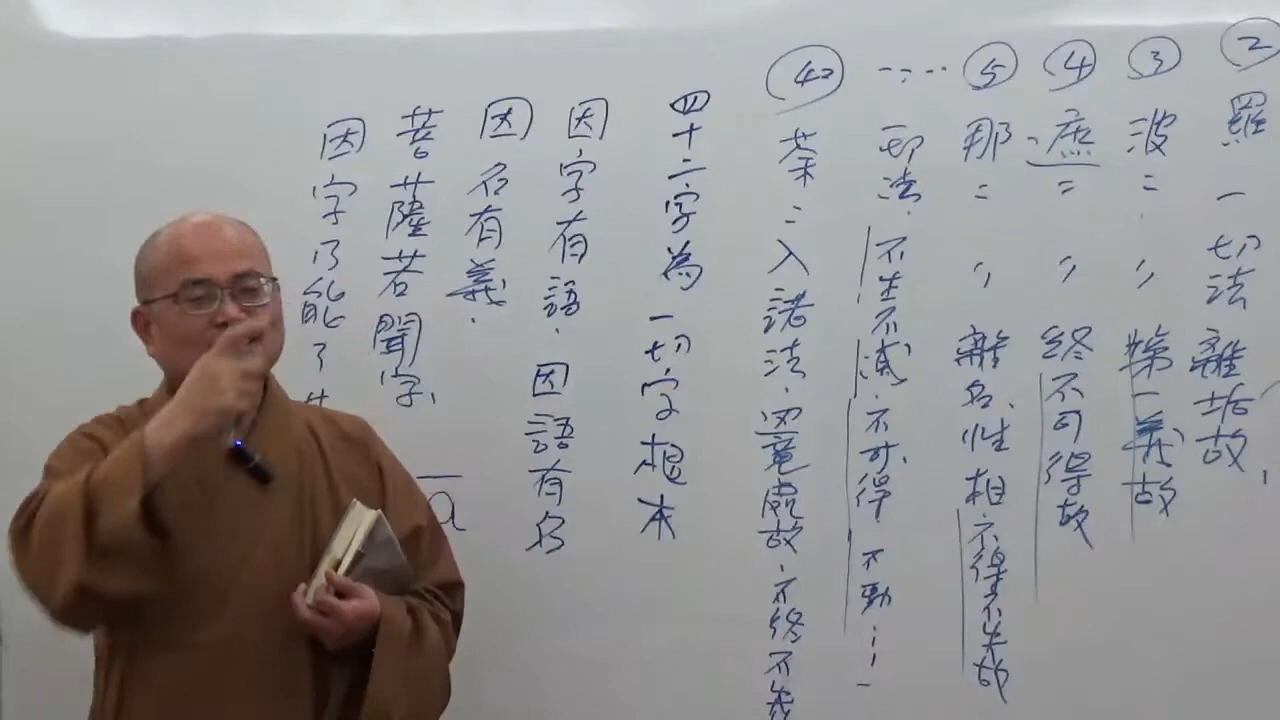 ② 羅 一切法離垢故,
③ 波〃〃第一義故
④ 遮〃〃終不可得故
⑤ 那〃〃離名,性相不得不失故
…… 一切法.不生不滅.不可得.不動……
㊷ 荼〃入諸法.究竟處故.不終不生
四十二字為一切字根本
因字有語.因語有名
因名有義.
菩薩若聞字, a
因字乃能了